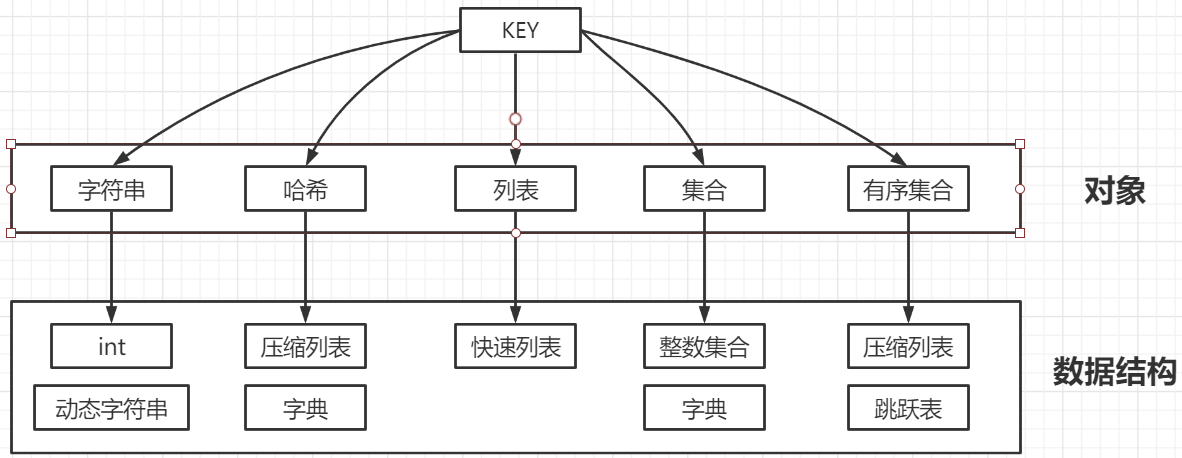 KEY
字符串 哈希 列表 集合 有序集合 对象
int 压缩列表 快速列表 整数集合 压缩列表
数据结构
动态字符串 字典 字典 跳跃表